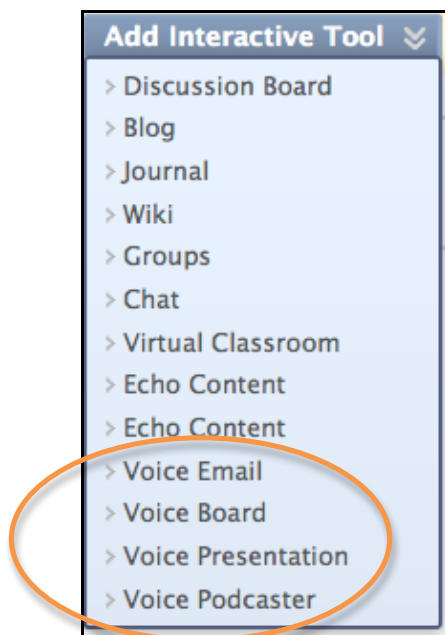 Add Interactive Tool
> Discussion Board
> Blog
> Journal
> Wiki
> Groups
> Chat
> Virtual Classroom
> Echo Content
> Echo Content
> Voice Email
> Voice Board
> Voice Presentation
> Voice Podcaster